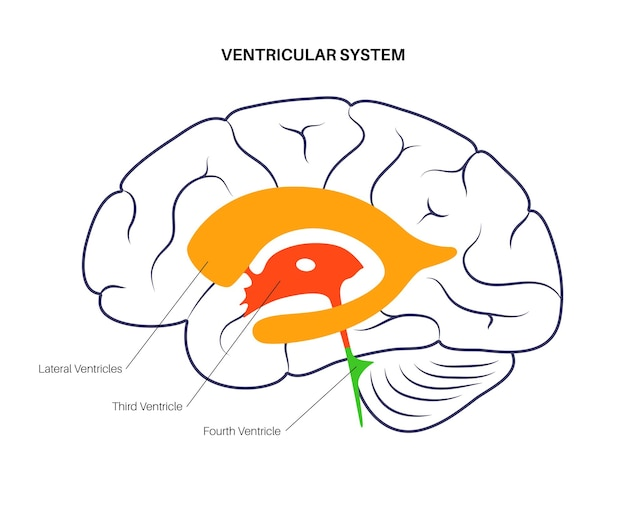 VENTRICULAR SYSTEM
Lateral Ventricles
Third Ventricle
Fourth Ventricle